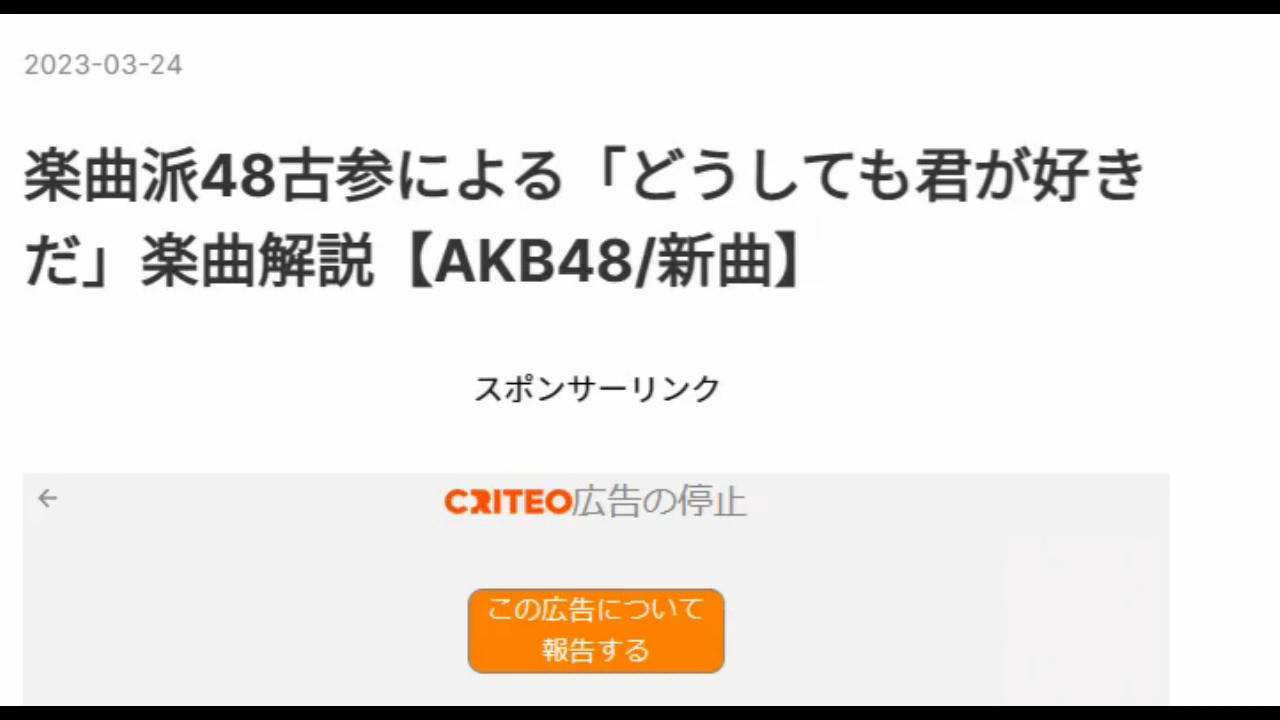 2023-03-24
楽曲派48古参による「どうしても君が好き
だ」楽曲解説【AKB48/新曲】
スポンサーリンク
← CRITEO広告の停止
この広告について
報告する